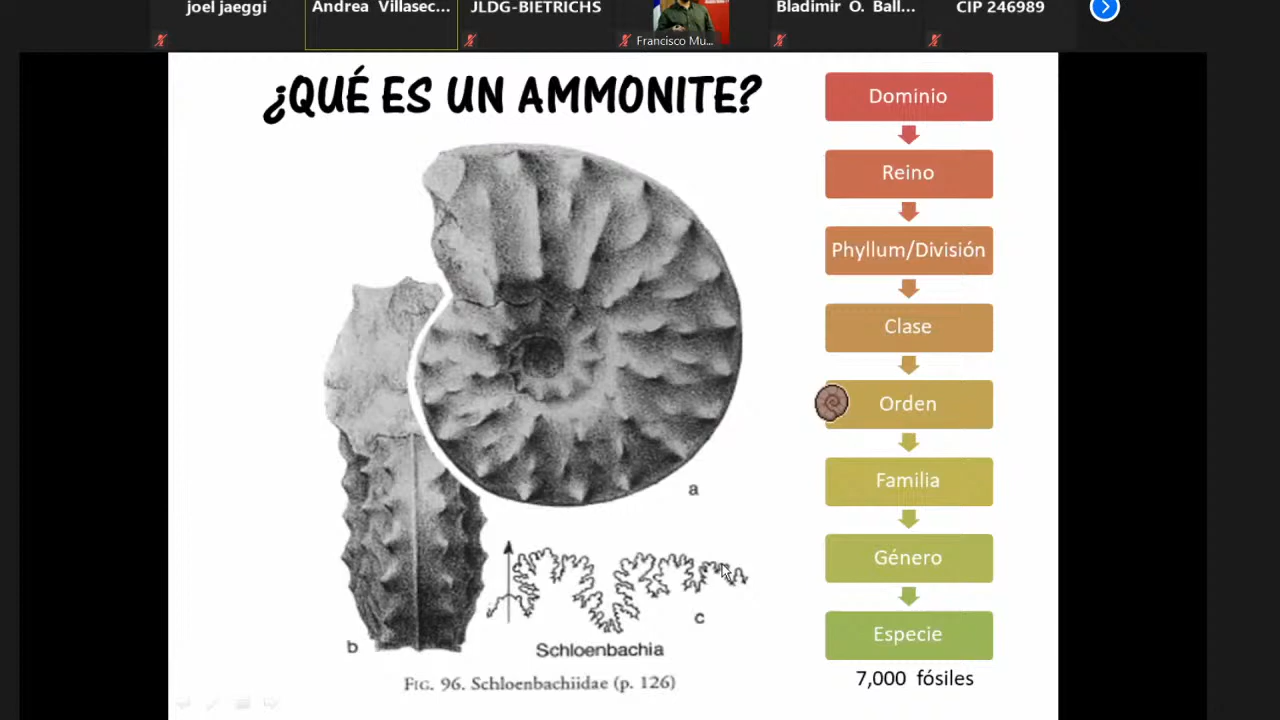 joel jaeggi
Andrea Villasec...
JLDG-BIETRICHS
Francisco Mu...
Bladimir O. Ball...
CIP 246989
¿QUÉ ES UN AMMONITE?
a
b
c
Schloenbachia
FIG. 96. Schloenbachiidae (p. 126)
Dominio
Reino
Phyllum/División
Clase
Orden
Familia
Género
Especie
7,000 fósiles